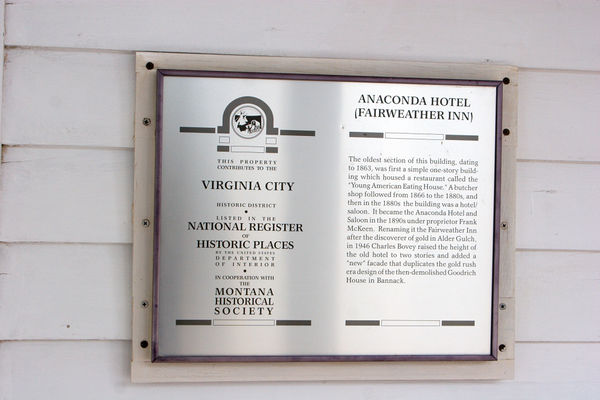 THIS PROPERTY
CONTRIBUTES TO THE
VIRGINIA CITY
HISTORIC DISTRICT
LISTED IN THE
NATIONAL REGISTER
OF
HISTORIC PLACES
BY THE UNITED STATES
DEPARTMENT
OF INTERIOR
IN COOPERATION WITH
THE
MONTANA
HISTORICAL
SOCIETY
ANACONDA HOTEL
(FAIRWEATHER INN)
The oldest section of this building, dating
to 1863, was first a simple one-story build-
ing which housed a restaurant called the
"Young American Eating House." A butcher
shop followed from 1866 to the 1880s, and
then in the 1880s the building was a hotel/
saloon. It became the Anaconda Hotel and
Saloon in the 1890s under proprietor Frank
McKeen. Renaming it the Fairweather Inn
after the discoverer of gold in Alder Gulch,
in 1946 Charles Bovey raised the height of
the old hotel to two stories and added a
"new" facade that duplicates the gold rush
era design of the then-demolished Goodrich
House in Bannack.